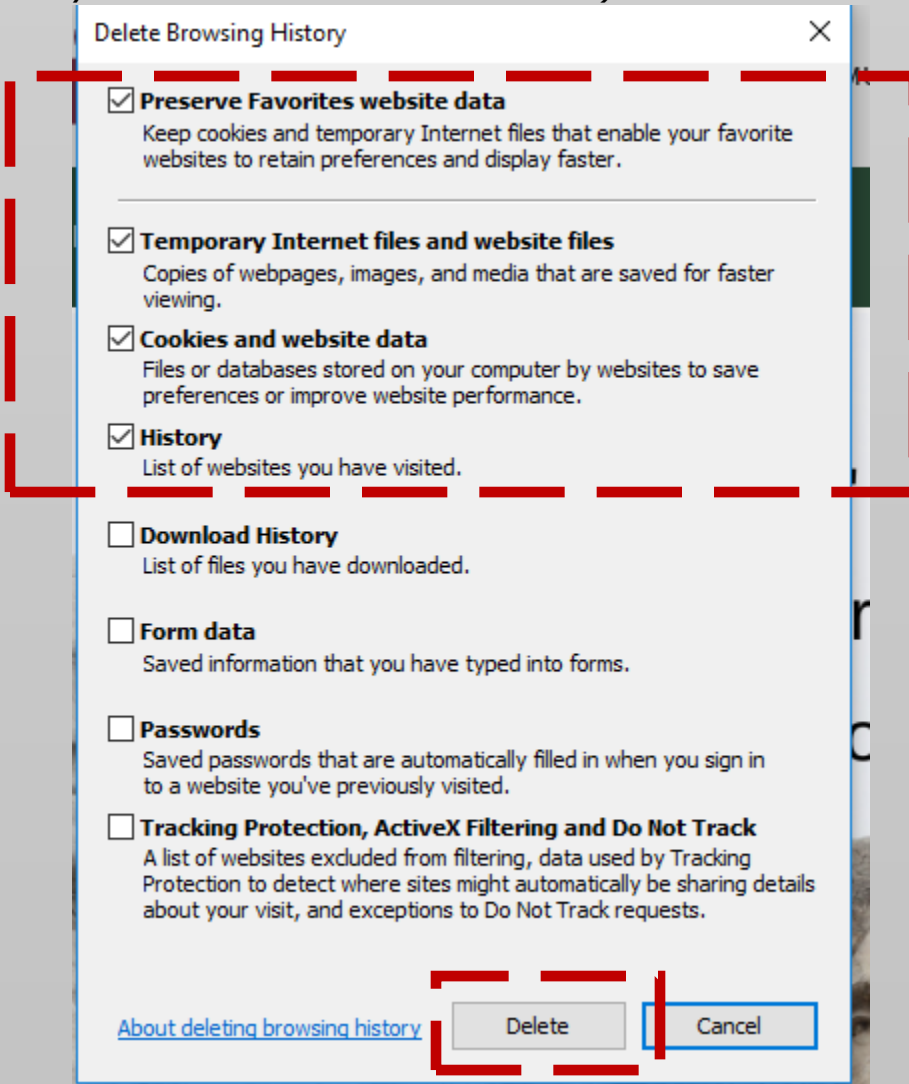 Delete Browsing History
Preserve Favorites website data
Keep cookies and temporary Internet files that enable your favorite
websites to retain preferences and display faster.
Temporary Internet files and website files
Copies of webpages, images, and media that are saved for faster
viewing.
Cookies and website data
Files or databases stored on your computer by websites to save
preferences or improve website performance.
History
List of websites you have visited.
Download History
List of files you have downloaded.
Form data
Saved information that you have typed into forms.
Passwords
Saved passwords that are automatically filled in when you sign in
to a website you've previously visited.
Tracking Protection, ActiveX Filtering and Do Not Track
A list of websites excluded from filtering, data used by Tracking
Protection to detect where sites might automatically be sharing details
about your visit, and exceptions to Do Not Track requests.
About deleting browsing history
Delete
Cancel